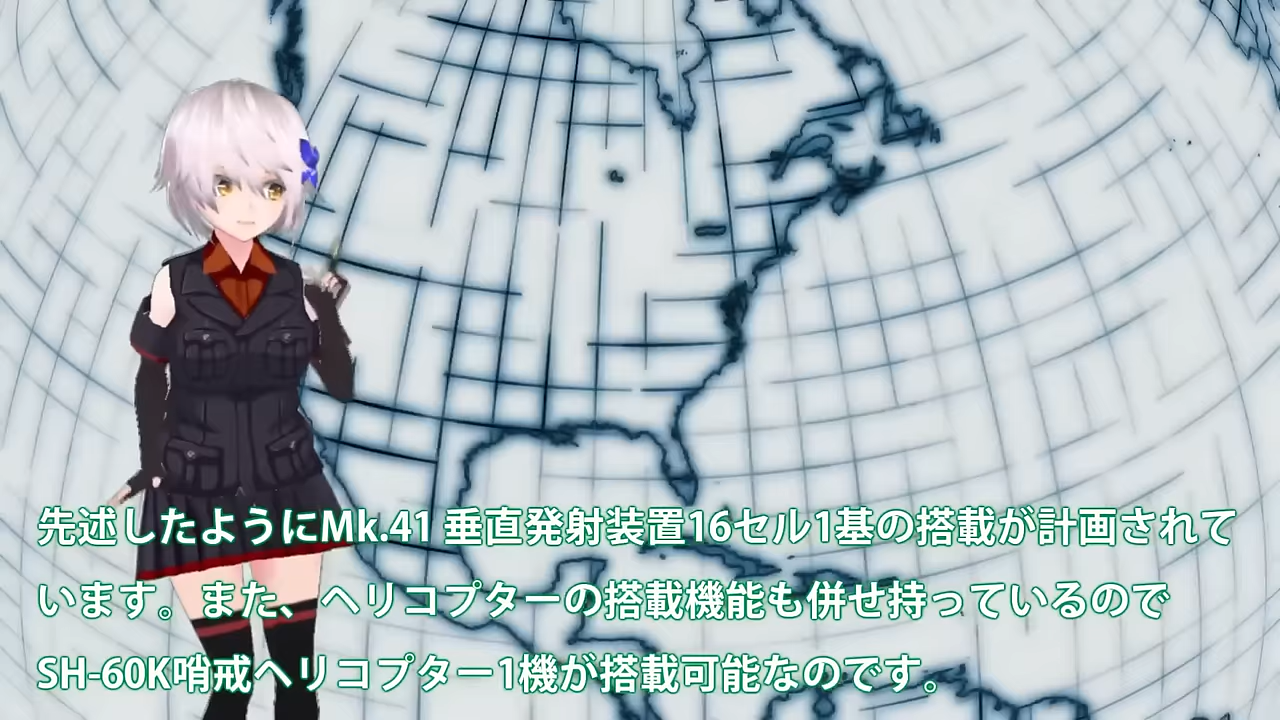 先述したようにMk.41 垂直発射装置16セル1基の搭載が計画されて
います。また、ヘリコプターの搭載機能も併せ持っているので
SH-60K哨戒ヘリコプター1機が搭載可能なのです。